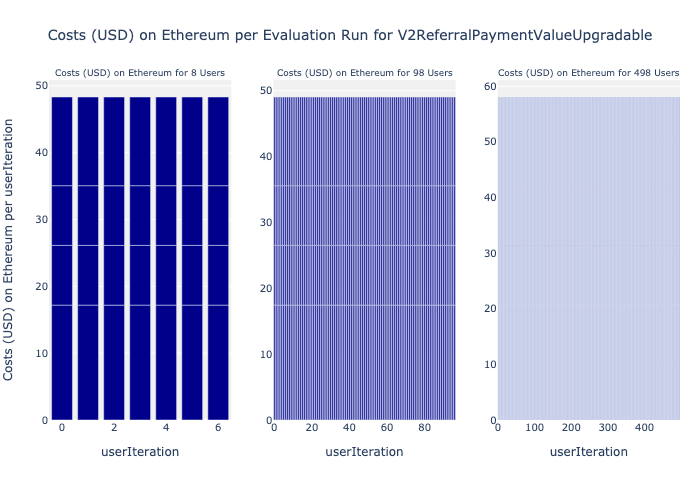 Costs (USD) on Ethereum per Evaluation Run for V2ReferralPaymentValueUpgradable
Costs (USD) on Ethereum for 8 Users
Costs (USD) on Ethereum for 98 Users
Costs (USD) on Ethereum for 498 Users
Costs (USD) on Ethereum per userIteration
50
40
30
20
10
0
0 2 4 6
userIteration
50
40
30
20
10
0
0 20 40 60 80
userIteration
60
50
40
30
20
10
0
0 100 200 300 400
userIteration